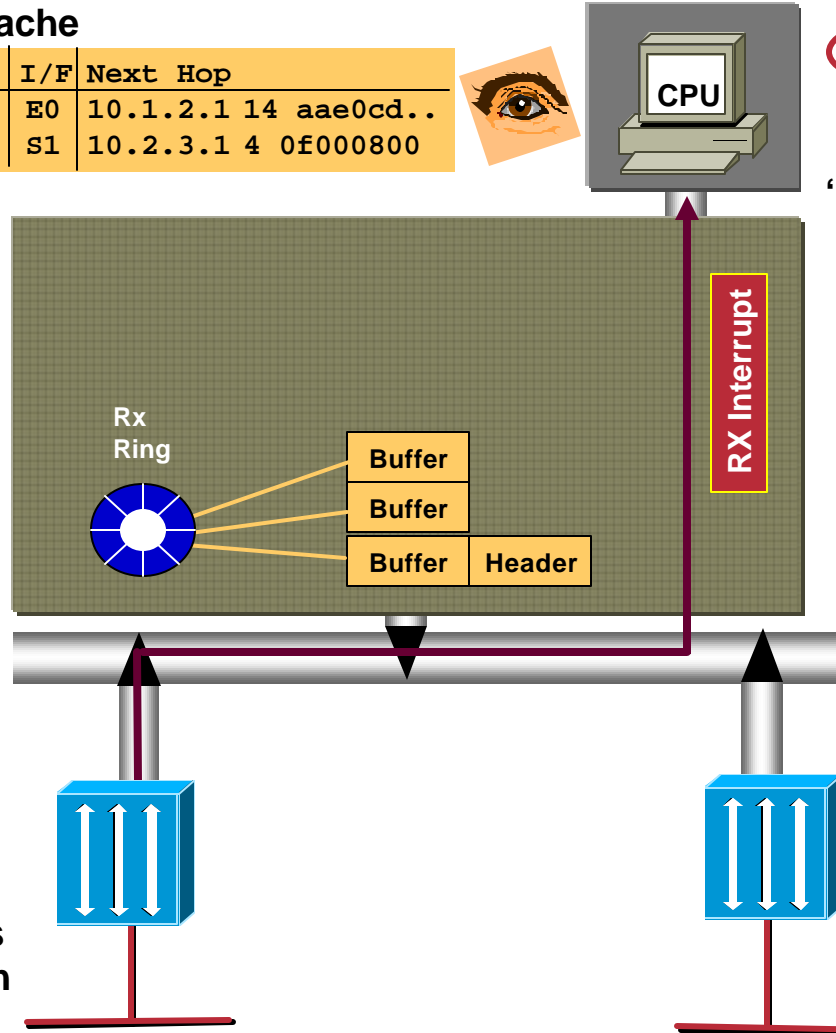 ache
I/F Next Hop
E0 10.1.2.1 14 aae0cd..
S1 10.2.3.1 4 0f000800
CPU
RX Interrupt
Rx
Ring
Buffer
Buffer
Buffer Header
s
n